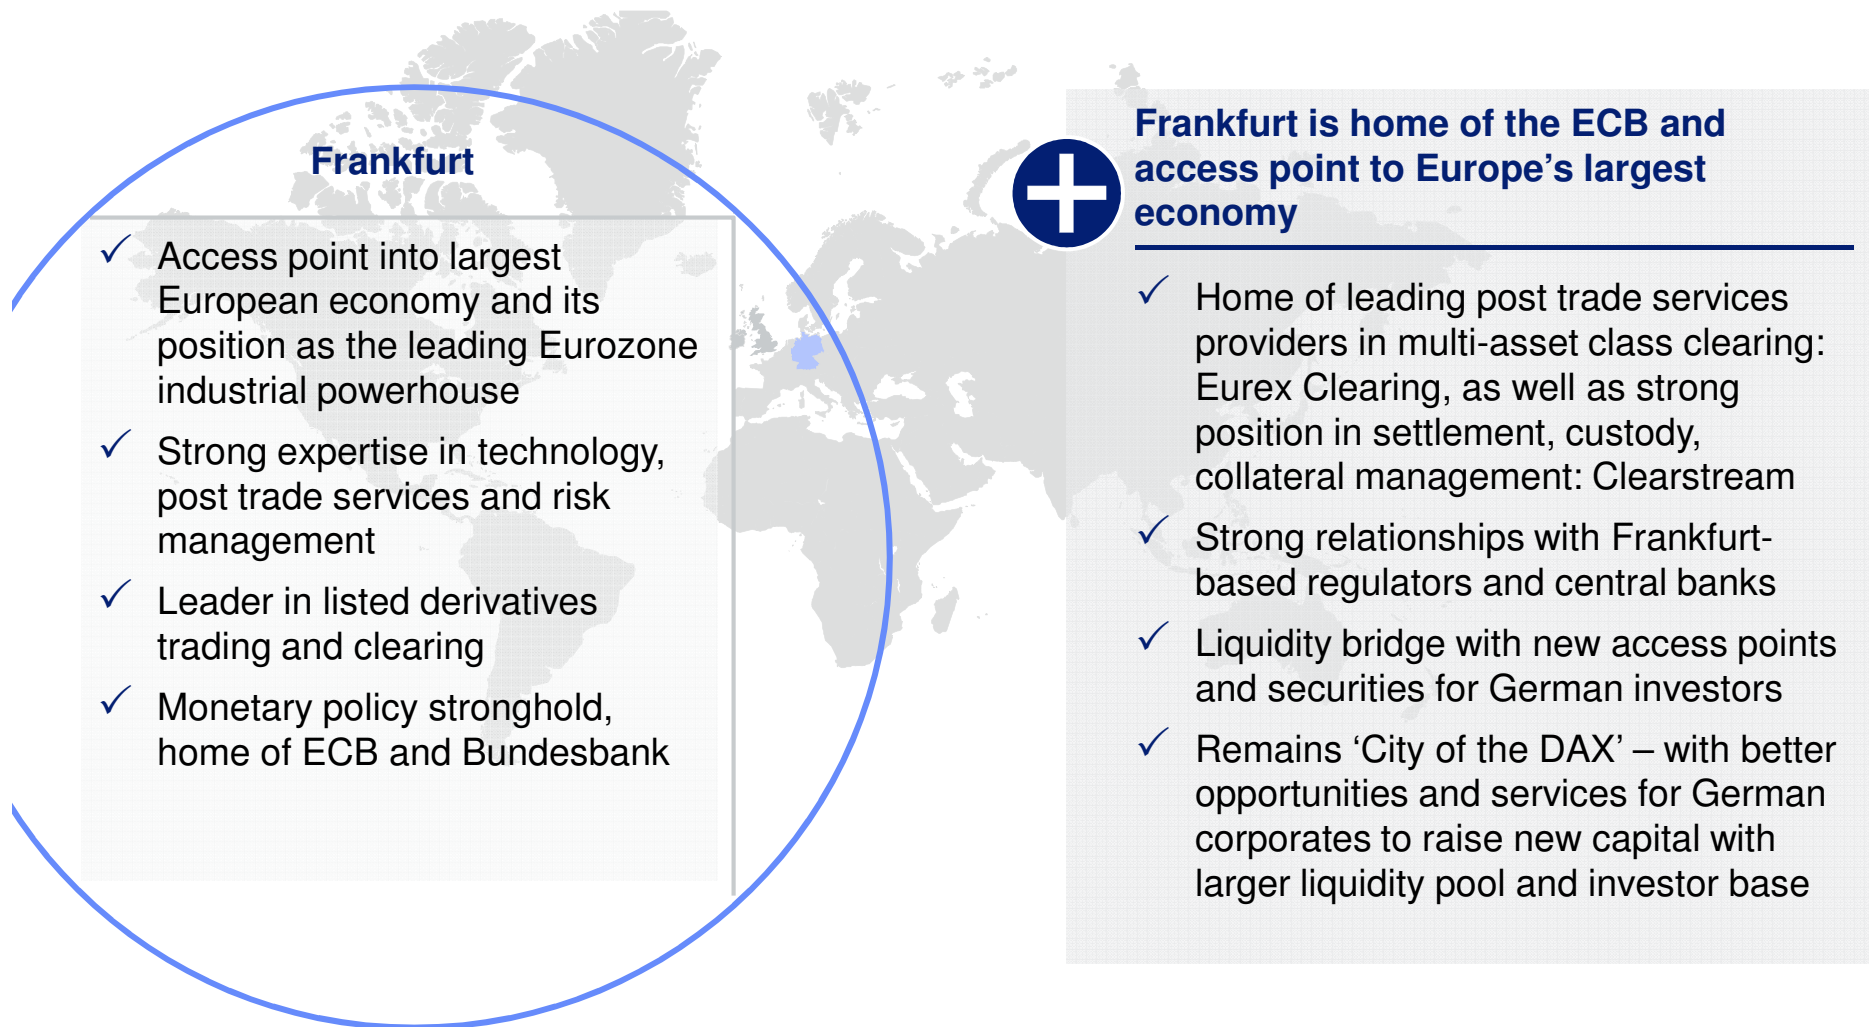 Frankfurt
✓ Access point into largest
European economy and its
position as the leading Eurozone
industrial powerhouse
✓ Strong expertise in technology,
post trade services and risk
management
✓ Leader in listed derivatives
trading and clearing
✓ Monetary policy stronghold,
home of ECB and Bundesbank
Frankfurt is home of the ECB and
access point to Europe’s largest
economy
✓ Home of leading post trade services
providers in multi-asset class clearing:
Eurex Clearing, as well as strong
position in settlement, custody,
collateral management: Clearstream
✓ Strong relationships with Frankfurt-
based regulators and central banks
✓ Liquidity bridge with new access points
and securities for German investors
✓ Remains ‘City of the DAX’ – with better
opportunities and services for German
corporates to raise new capital with
larger liquidity pool and investor base